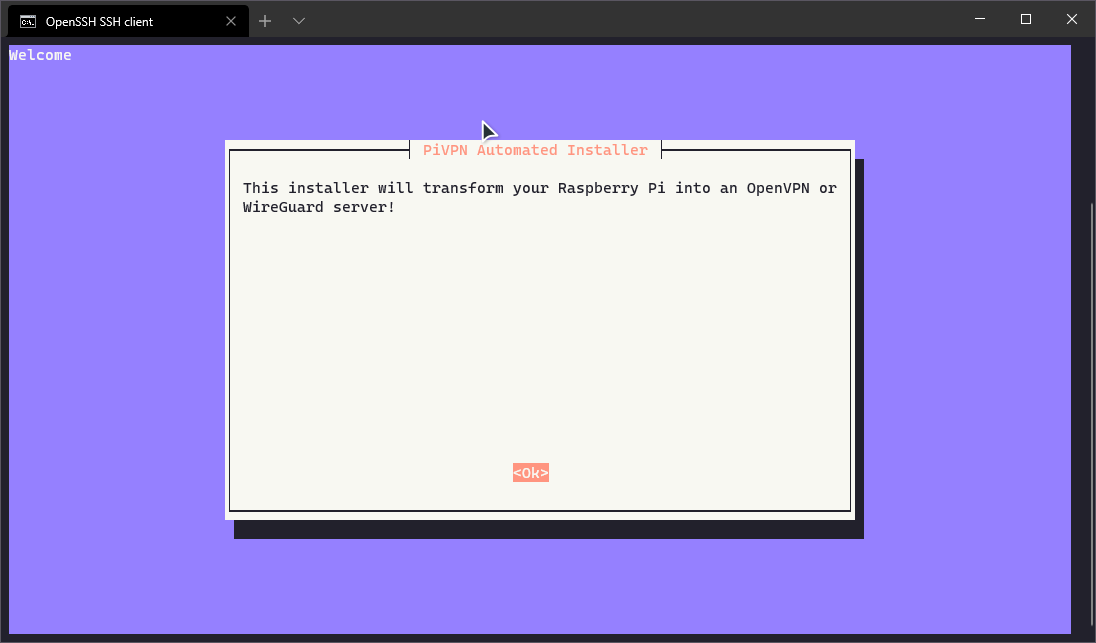 OpenSSH SSH client
Welcome
PiVPN Automated Installer
This installer will transform your Raspberry Pi into an OpenVPN or
WireGuard server!
<Ok>